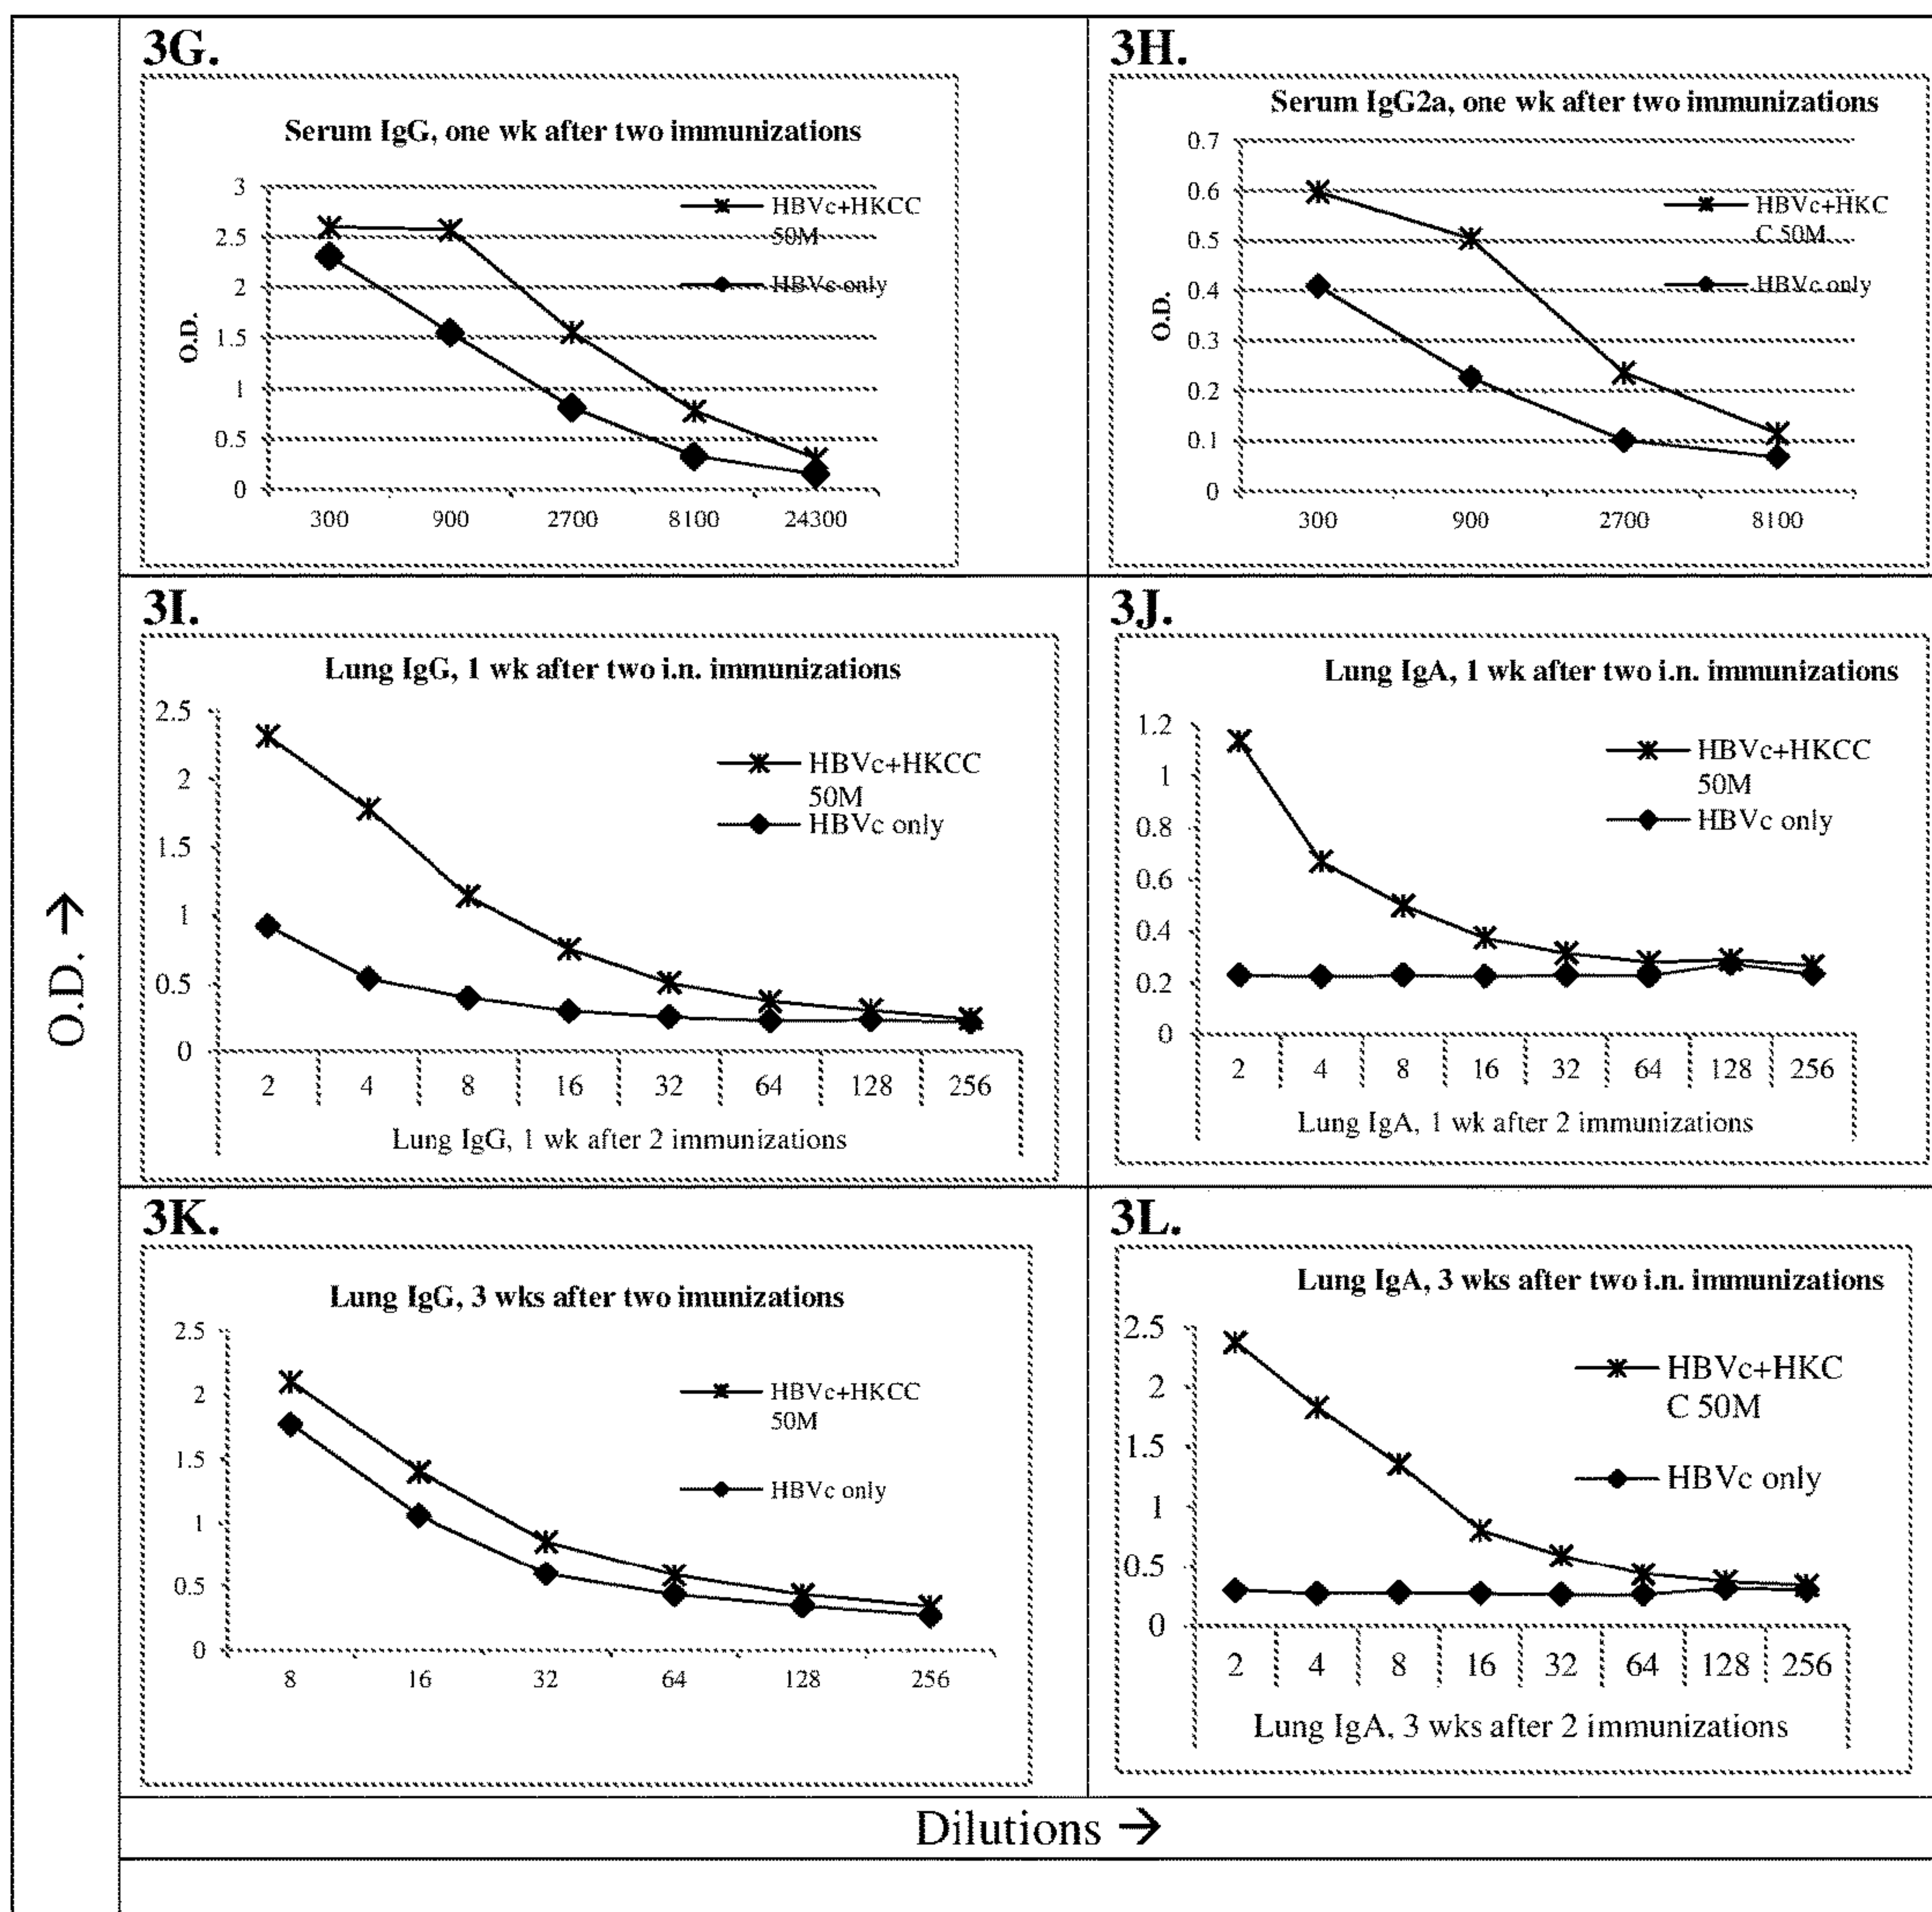 3G.
Serum IgG, one wk after two immunizations
O.D.
3
2.5
2
1.5
1
0.5
0
300 900 2700 8100 24300
HBVc+HKCC
50M
HBVc only
3H.
Serum IgG2a, one wk after two immunizations
O.D.
0.7
0.6
0.5
0.4
0.3
0.2
0.1
0
300 900 2700 8100
HBVc+HKC
C 50M
HBVc only
3I.
Lung IgG, 1 wk after two i.n. immunizations
2.5
2
1.5
1
0.5
0
2 4 8 16 32 64 128 256
Lung IgG, 1 wk after 2 immunizations
HBVc+HKCC
50M
HBVc only
3J.
Lung IgA, 1 wk after two i.n. immunizations
1.2
1
0.8
0.6
0.4
0.2
0
2 4 8 16 32 64 128 256
Lung IgA, 1 wk after 2 immunizations
HBVc+HKCC
50M
HBVc only
3K.
Lung IgG, 3 wks after two imunizations
2.5
2
1.5
1
0.5
0
8 16 32 64 128 256
HBVc+HKCC
50M
HBVc only
3L.
Lung IgA, 3 wks after two i.n. immunizations
2.5
2
1.5
1
0.5
0
2 4 8 16 32 64 128 256
Lung IgA, 3 wks after 2 immunizations
HBVc+HKC
C 50M
HBVc only
O.D. →
Dilutions →